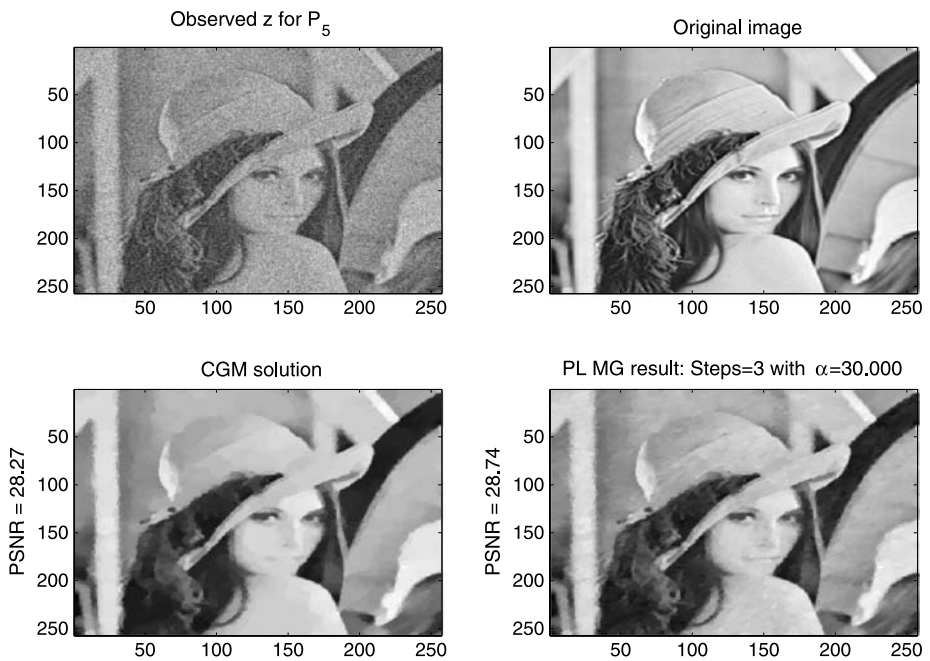 Observed z for P5
Original image
50
100
150
200
250
50 100 150 200 250
50
100
150
200
250
50 100 150 200 250
CGM solution
PL MG result: Steps=3 with α=30.000
PSNR = 28.27
50
100
150
200
250
50 100 150 200 250
PSNR = 28.74
50
100
150
200
250
50 100 150 200 250